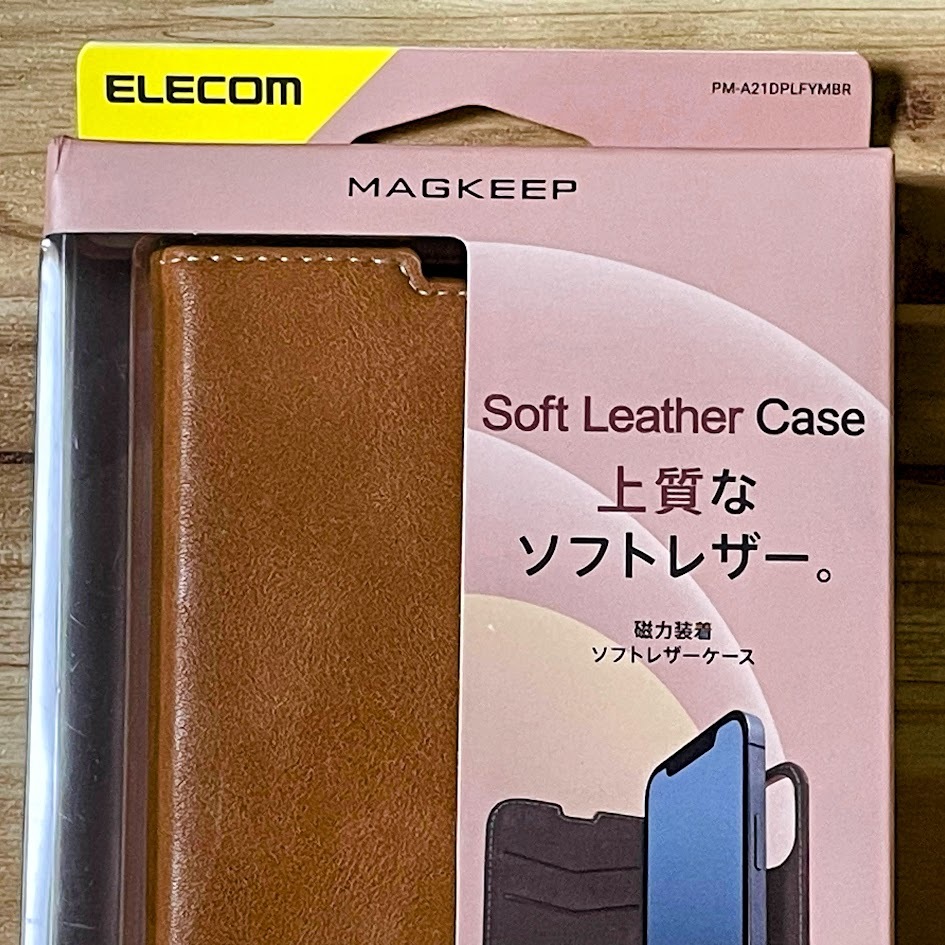 ELECOM
PM-A21DPLFYMBR
MAGKEEP
Soft Leather Case
上質な
ソフトレザー。
磁力装着
ソフトレザーケース